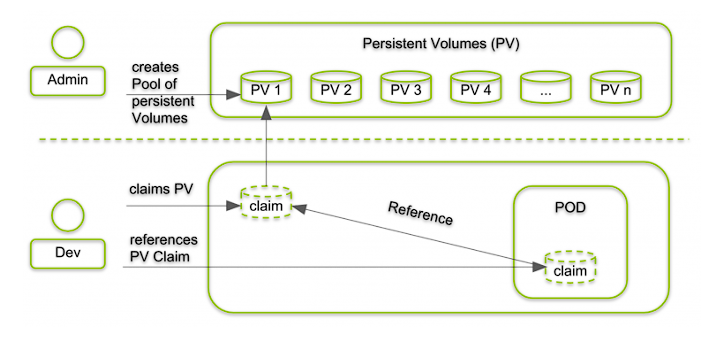 Persistent Volumes (PV)
Admin
creates
Pool of
persistent
Volumes
PV 1
PV 2
PV 3
PV 4
...
PV n
claims PV
claim
Reference
POD
Dev
references
PV Claim
claim